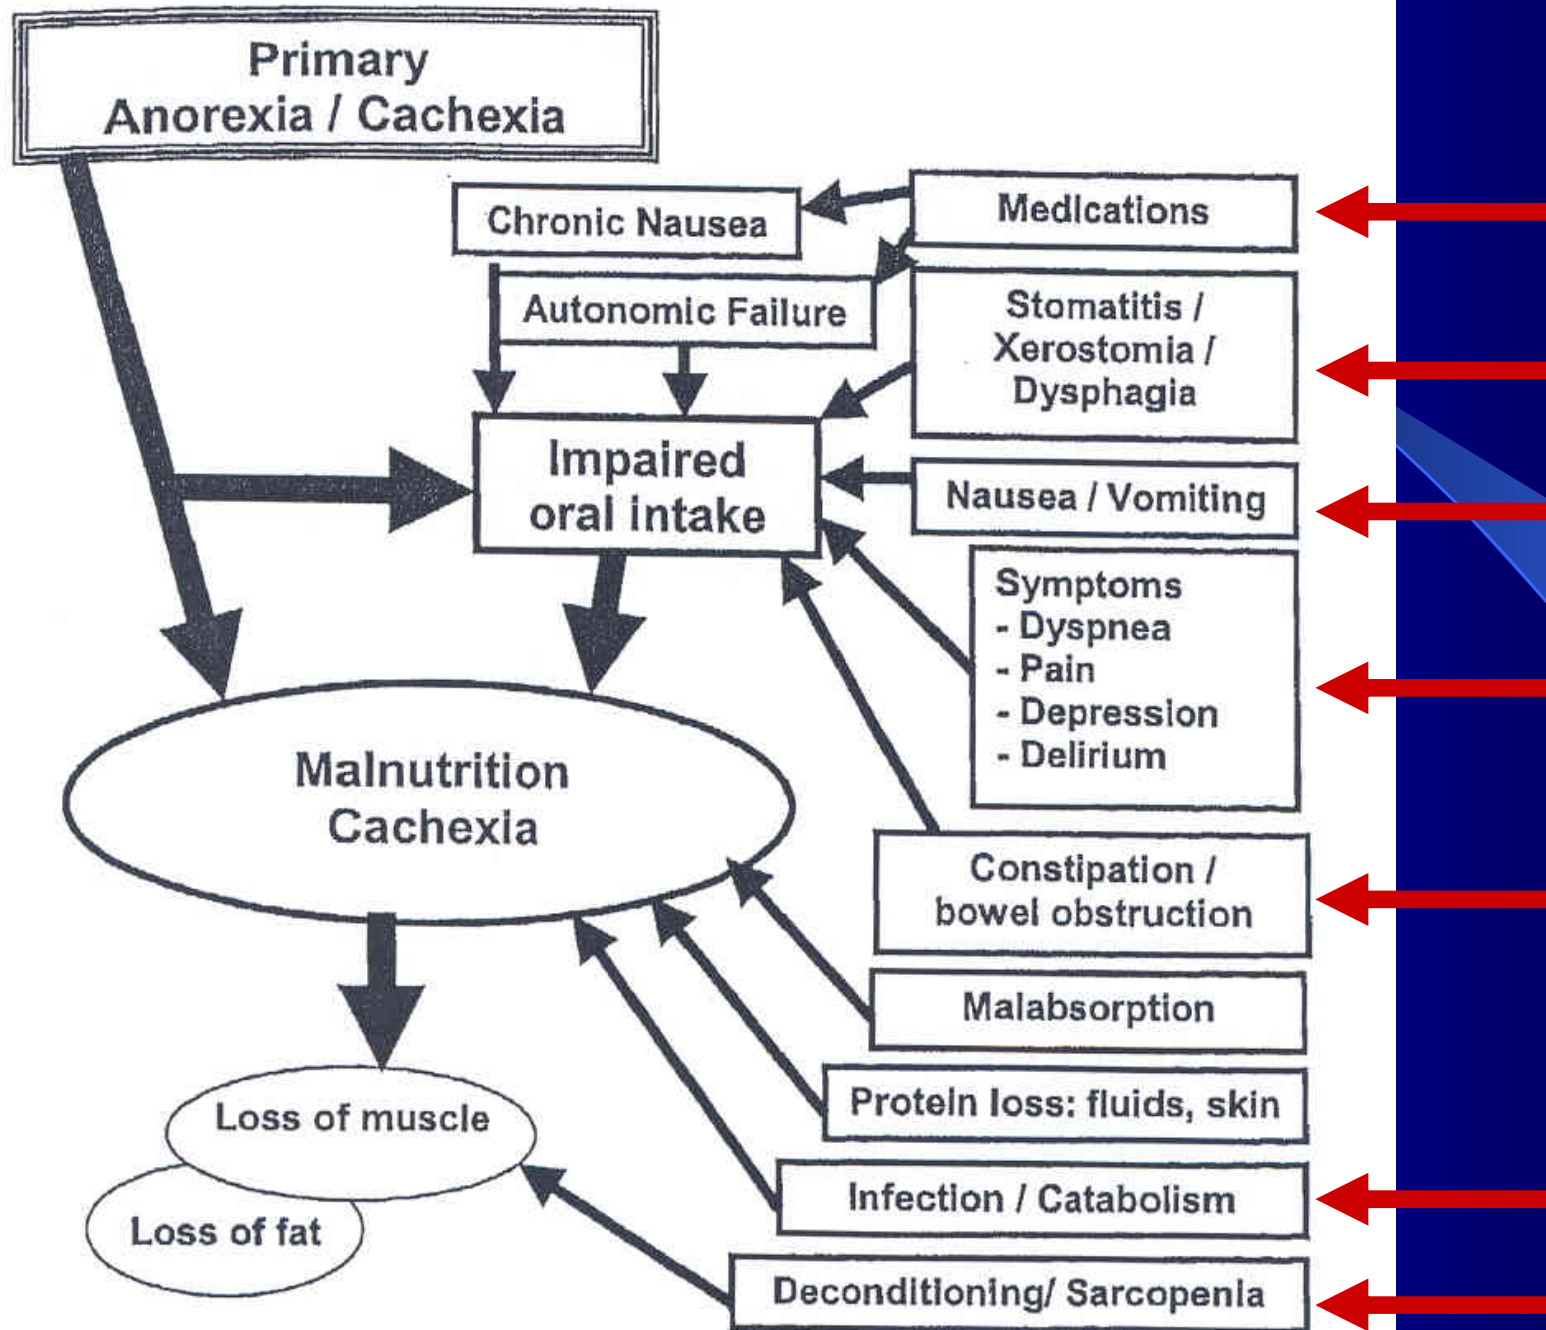 Primary
Anorexia / Cachexia
Chronic Nausea
Medications
Autonomic Failure
Stomatitis /
Xerostomia /
Dysphagia
Impaired
oral intake
Nausea / Vomiting
Symptoms
- Dyspnea
- Pain
- Depression
- Delirium
Malnutrition
Cachexia
Constipation /
bowel obstruction
Malabsorption
Protein loss: fluids, skin
Loss of muscle
Infection / Catabolism
Loss of fat
Deconditioning/ Sarcopenia